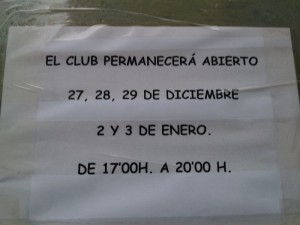 EL CLUB PERMANECERÁ ABIERTO
27, 28, 29 DE DICIEMBRE
2 Y 3 DE ENERO.
DE 17'00H. A 20'00 H.